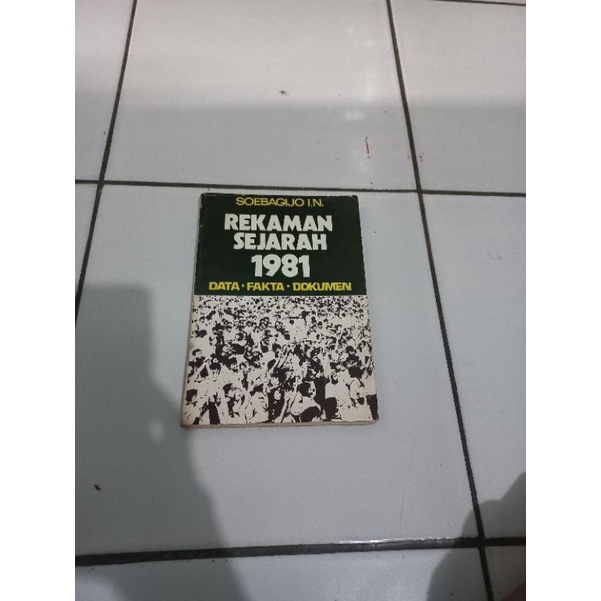 SOEBAGIJO I.N.
REKAMAN
SEJARAH
1981
DATA • FAKTA • DOKUMEN